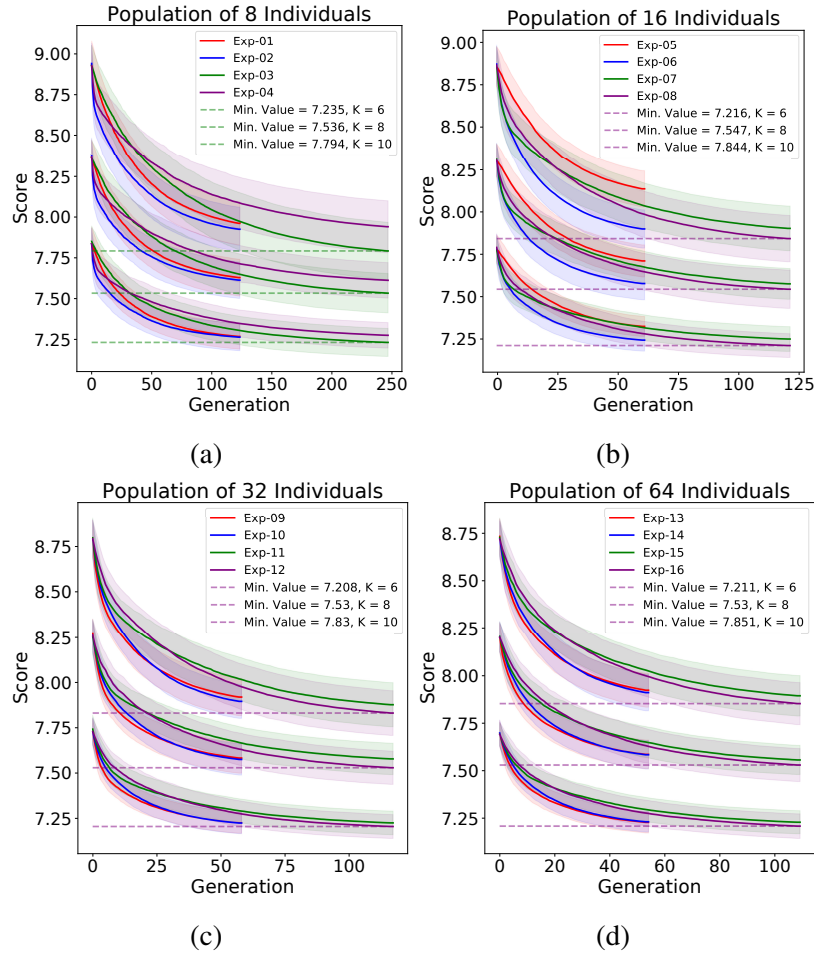 Population of 8 Individuals
Exp-01
Exp-02
Exp-03
Exp-04
Min. Value = 7.235, K = 6
Min. Value = 7.536, K = 8
Min. Value = 7.794, K = 10
9.00
8.75
8.50
8.25
8.00
7.75
7.50
7.25
Score
0 50 100 150 200 250
Generation
(a)
Population of 16 Individuals
Exp-05
Exp-06
Exp-07
Exp-08
Min. Value = 7.216, K = 6
Min. Value = 7.547, K = 8
Min. Value = 7.844, K = 10
9.00
8.75
8.50
8.25
8.00
7.75
7.50
7.25
Score
0 25 50 75 100 125
Generation
(b)
Population of 32 Individuals
Exp-09
Exp-10
Exp-11
Exp-12
Min. Value = 7.208, K = 6
Min. Value = 7.53, K = 8
Min. Value = 7.83, K = 10
8.75
8.50
8.25
8.00
7.75
7.50
7.25
Score
0 25 50 75 100
Generation
(c)
Population of 64 Individuals
Exp-13
Exp-14
Exp-15
Exp-16
Min. Value = 7.211, K = 6
Min. Value = 7.53, K = 8
Min. Value = 7.851, K = 10
8.75
8.50
8.25
8.00
7.75
7.50
7.25
Score
0 20 40 60 80 100
Generation
(d)